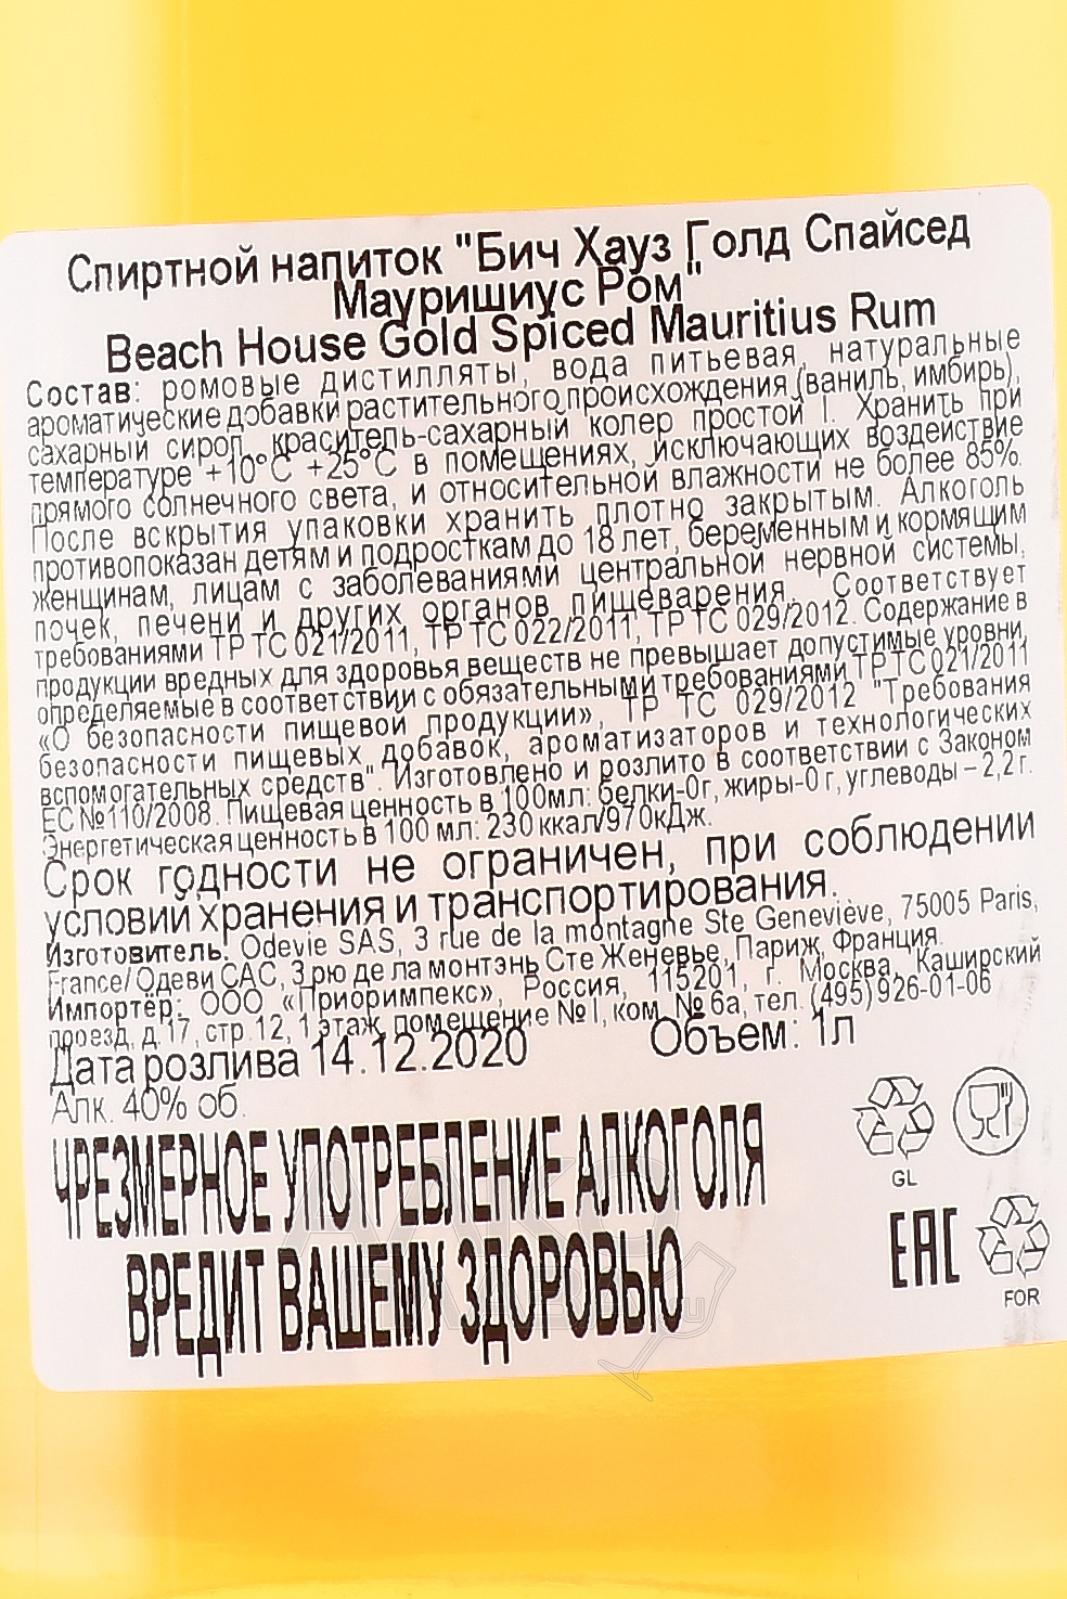 Спиртной напиток "Бич Хауз Голд Спайсед
Мауришиус Ром"
Beach House Gold Spiced Mauritius Rum
Состав: ромовые дистилляты, вода питьевая, натуральные
ароматические добавки растительного происхождения (ваниль, имбирь),
сахарный сироп, краситель-сахарный колер простой I. Хранить при
температуре +10°С +25°С в помещениях, исключающих воздействие
прямого солнечного света, и относительной влажности не более 85%.
После вскрытия упаковки хранить плотно закрытым. Алкоголь
противопоказан детям и подросткам до 18 лет, беременным и кормящим
женщинам, лицам с заболеваниями центральной нервной системы,
почек, печени и других органов пищеварения. Соответствует
требованиями ТР ТС 021/2011, ТР ТС 022/2011, ТР ТС 029/2012. Содержание в
продукции вредных для здоровья веществ не превышает допустимые уровни,
определяемые в соответствии с обязательными требованиями ТР ТС 021/2011
«О безопасности пищевой продукции», ТР ТС 029/2012 "Требования
безопасности пищевых добавок, ароматизаторов и технологических
вспомогательных средств". Изготовлено и розлито в соответствии с Законом
ЕС №110/2008. Пищевая ценность в 100мл: белки-0г, жиры-0 г, углеводы – 2,2 г.
Энергетическая ценность в 100 мл: 230 ккал/970кДж.
Срок годности не ограничен, при соблюдении
условий хранения и транспортирования.
Изготовитель. Odevie SAS, 3 rue de la montagne Ste Geneviève, 75005 Paris,
France/ Одеви САС, 3 рю де ла монтэнь Сте Женевье, Париж, Франция.
Импортёр: ООО «Приоримпекс», Россия, 115201, г. Москва, Каширский
проезд, д. 17, стр. 12, 1 этаж, помещение №I, ком. № 6а, тел. (495) 926-01-06
Дата розлива 14.12.2020 Объем: 1л
Алк. 40% об.
ЧРЕЗМЕРНОЕ УПОТРЕБЛЕНИЕ АЛКОГОЛЯ
ВРЕДИТ ВАШЕМУ ЗДОРОВЬЮ
GL
EAC
FOR